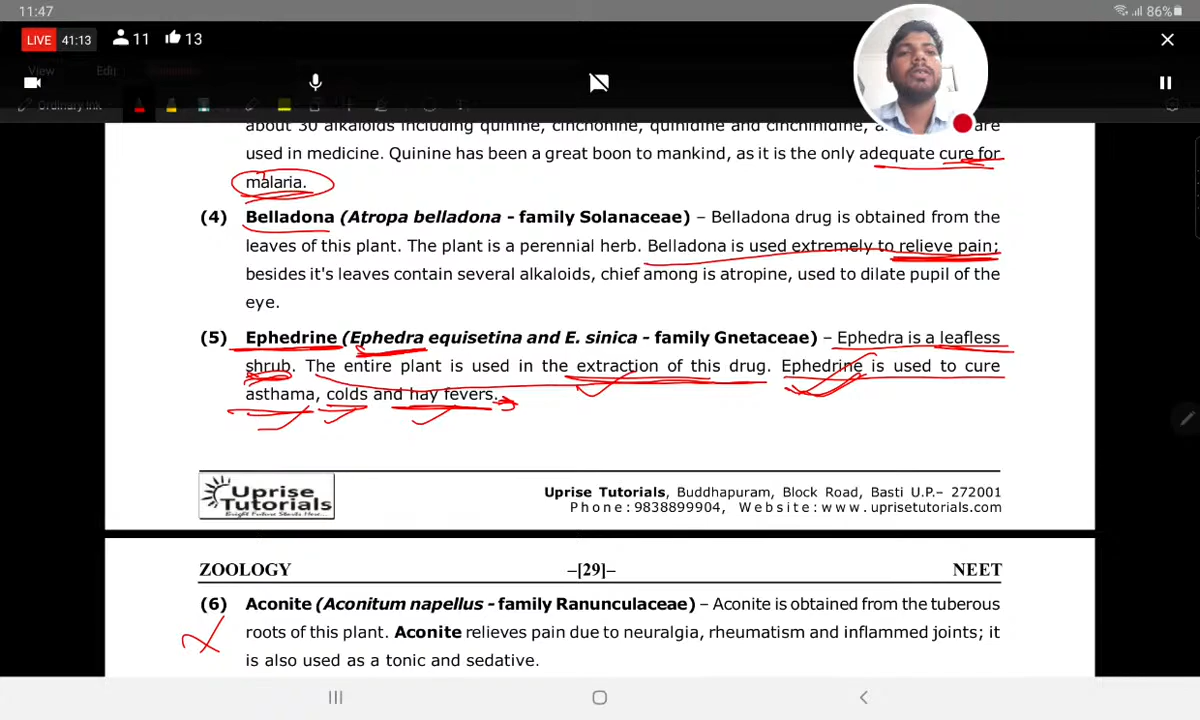 11:47
86%
LIVE 41:13 11 13
View Edit
Ordinary Ink
about 30 alkaloids including quinine, cinchonine, quinidine and cinchinidine, are
used in medicine. Quinine has been a great boon to mankind, as it is the only adequate cure for
malaria.
(4) Belladona (Atropa belladona - family Solanaceae) – Belladona drug is obtained from the
leaves of this plant. The plant is a perennial herb. Belladona is used extremely to relieve pain;
besides it's leaves contain several alkaloids, chief among is atropine, used to dilate pupil of the
eye.
(5) Ephedrine (Ephedra equisetina and E. sinica - family Gnetaceae) – Ephedra is a leafless
shrub. The entire plant is used in the extraction of this drug. Ephedrine is used to cure
asthama, colds and hay fevers.
Uprise
Tutorials
Bright Future Starts Here...
Uprise Tutorials, Buddhapuram, Block Road, Basti U.P.– 272001
Phone:9838899904, Website:www.uprisetutorials.com
ZOOLOGY –[29]– NEET
(6) Aconite (Aconitum napellus - family Ranunculaceae) – Aconite is obtained from the tuberous
roots of this plant. Aconite relieves pain due to neuralgia, rheumatism and inflammed joints; it
is also used as a tonic and sedative.